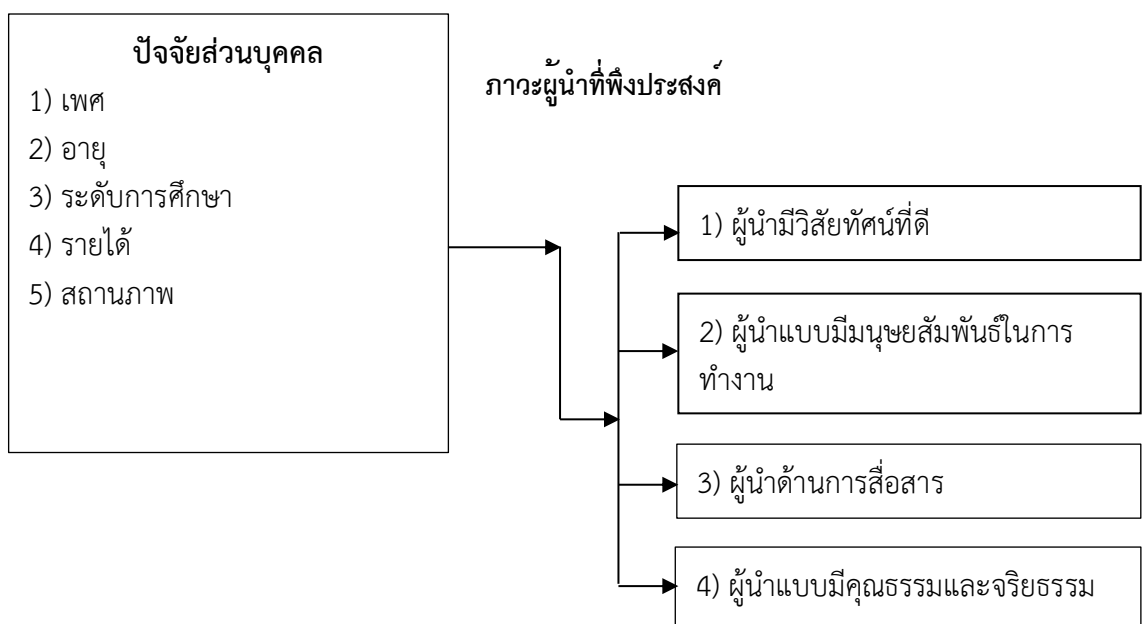 ปัจจัยส่วนบุคคล
1) เพศ
2) อายุ
3) ระดับการศึกษา
4) รายได้
5) สถานภาพ
ภาวะผู้นำที่พึงประสงค์
1) ผู้นำมีวิสัยทัศน์ที่ดี
2) ผู้นำแบบมีมนุษยสัมพันธ์ในการ
ทำงาน
3) ผู้นำด้านการสื่อสาร
4) ผู้นำแบบมีคุณธรรมและจริยธรรม